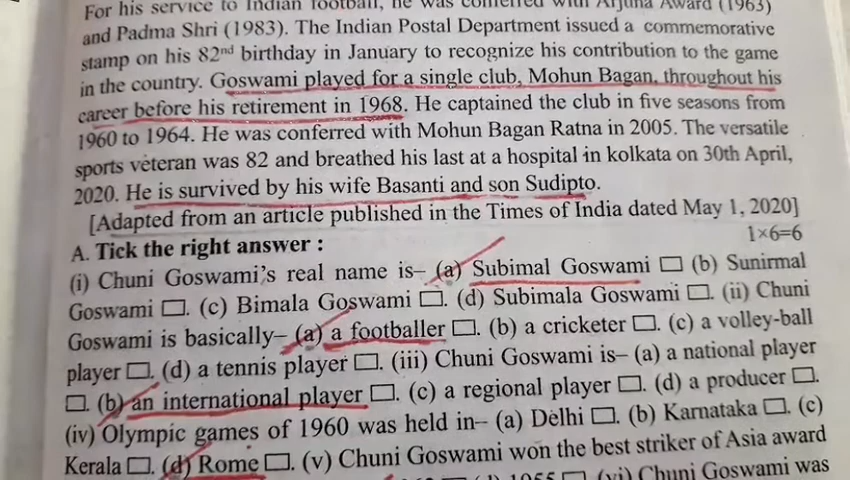 For his service to Indian football, he was conferred with Arjuna Award (1963)
and Padma Shri (1983). The Indian Postal Department issued a commemorative
stamp on his 82nd birthday in January to recognize his contribution to the game
in the country. Goswami played for a single club, Mohun Bagan, throughout his
career before his retirement in 1968. He captained the club in five seasons from
1960 to 1964. He was conferred with Mohun Bagan Ratna in 2005. The versatile
sports veteran was 82 and breathed his last at a hospital in kolkata on 30th April,
2020. He is survived by his wife Basanti and son Sudipto.
[Adapted from an article published in the Times of India dated May 1, 2020]
A. Tick the right answer : 1×6=6
(i) Chuni Goswami's real name is– (a) Subimal Goswami □ (b) Sunirmal
Goswami □. (c) Bimala Goswami □. (d) Subimala Goswami □. (ii) Chuni
Goswami is basically– (a) a footballer □. (b) a cricketer □. (c) a volley-ball
player □. (d) a tennis player □. (iii) Chuni Goswami is– (a) a national player
□. (b) an international player □. (c) a regional player □. (d) a producer □.
(iv) Olympic games of 1960 was held in– (a) Delhi □. (b) Karnataka □. (c)
Kerala □. (d) Rome □. (v) Chuni Goswami won the best striker of Asia award
1955 □ (vi) Chuni Goswami was